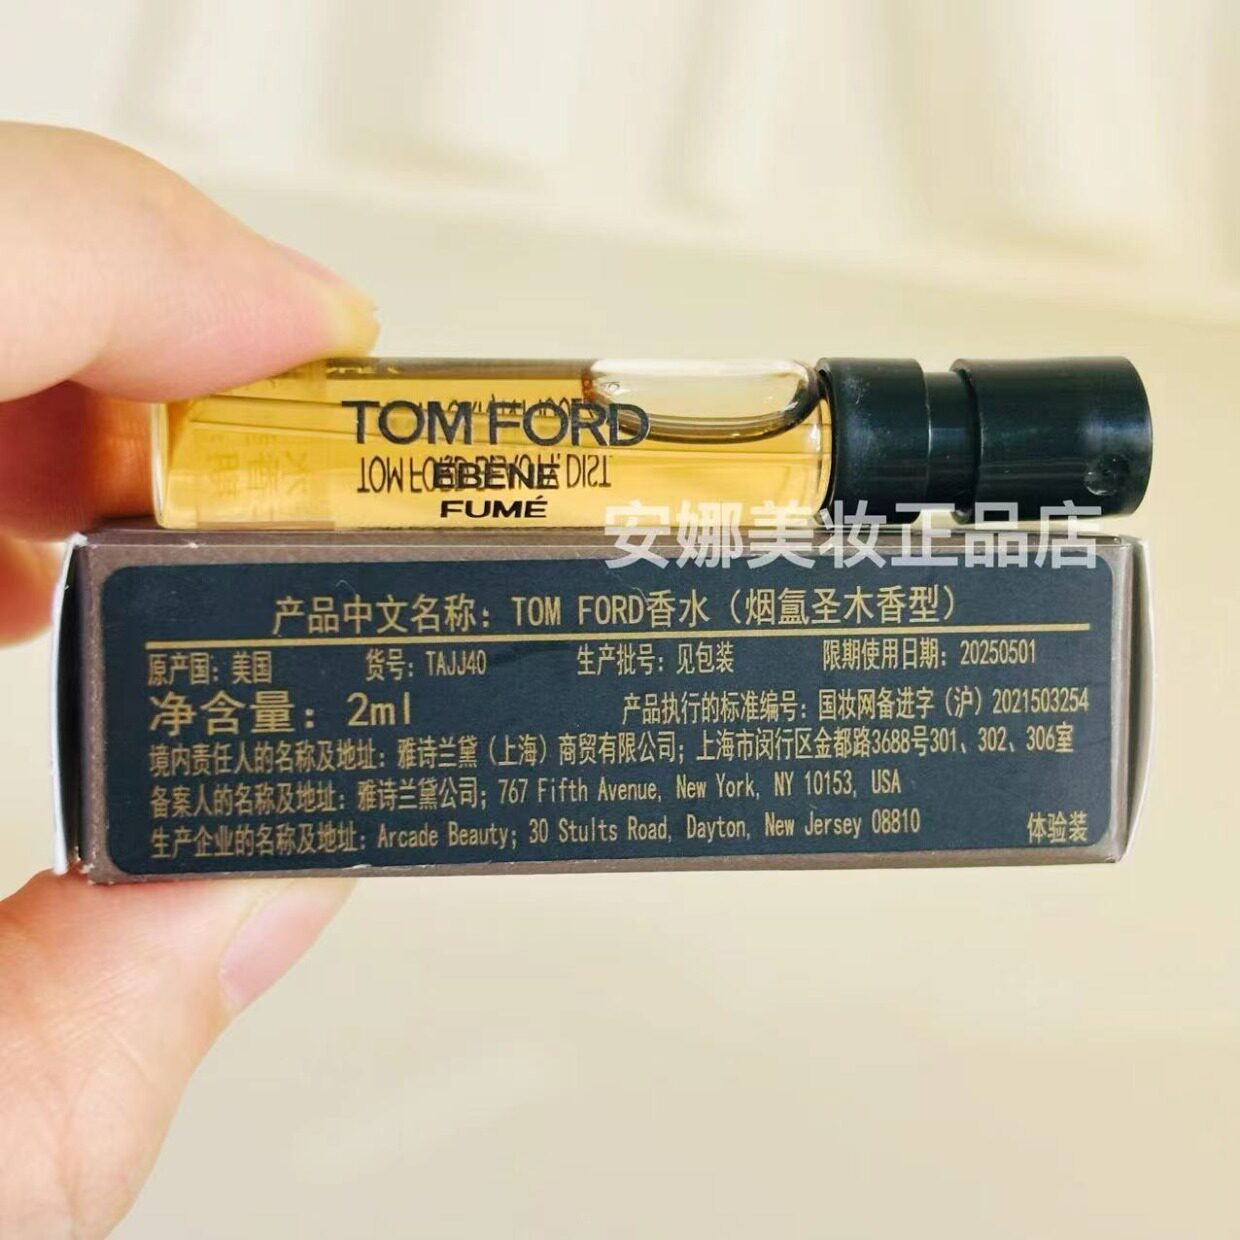 TOM FORD
EBENE
FUMÉ
安娜美妆正品店
产品中文名称：TOM FORD香水（烟氲圣木香型）
原产国：美国 货号：TAJJ40 生产批号：见包装 限期使用日期：20250501
净含量：2ml 产品执行的标准编号：国妆网备进字（沪）2021503254
境内责任人的名称及地址：雅诗兰黛（上海）商贸有限公司；上海市闵行区金都路3688号301、302、306室
备案人的名称及地址：雅诗兰黛公司；767 Fifth Avenue, New York, NY 10153, USA
生产企业的名称及地址：Arcade Beauty；30 Stults Road, Dayton, New Jersey 08810 体验装